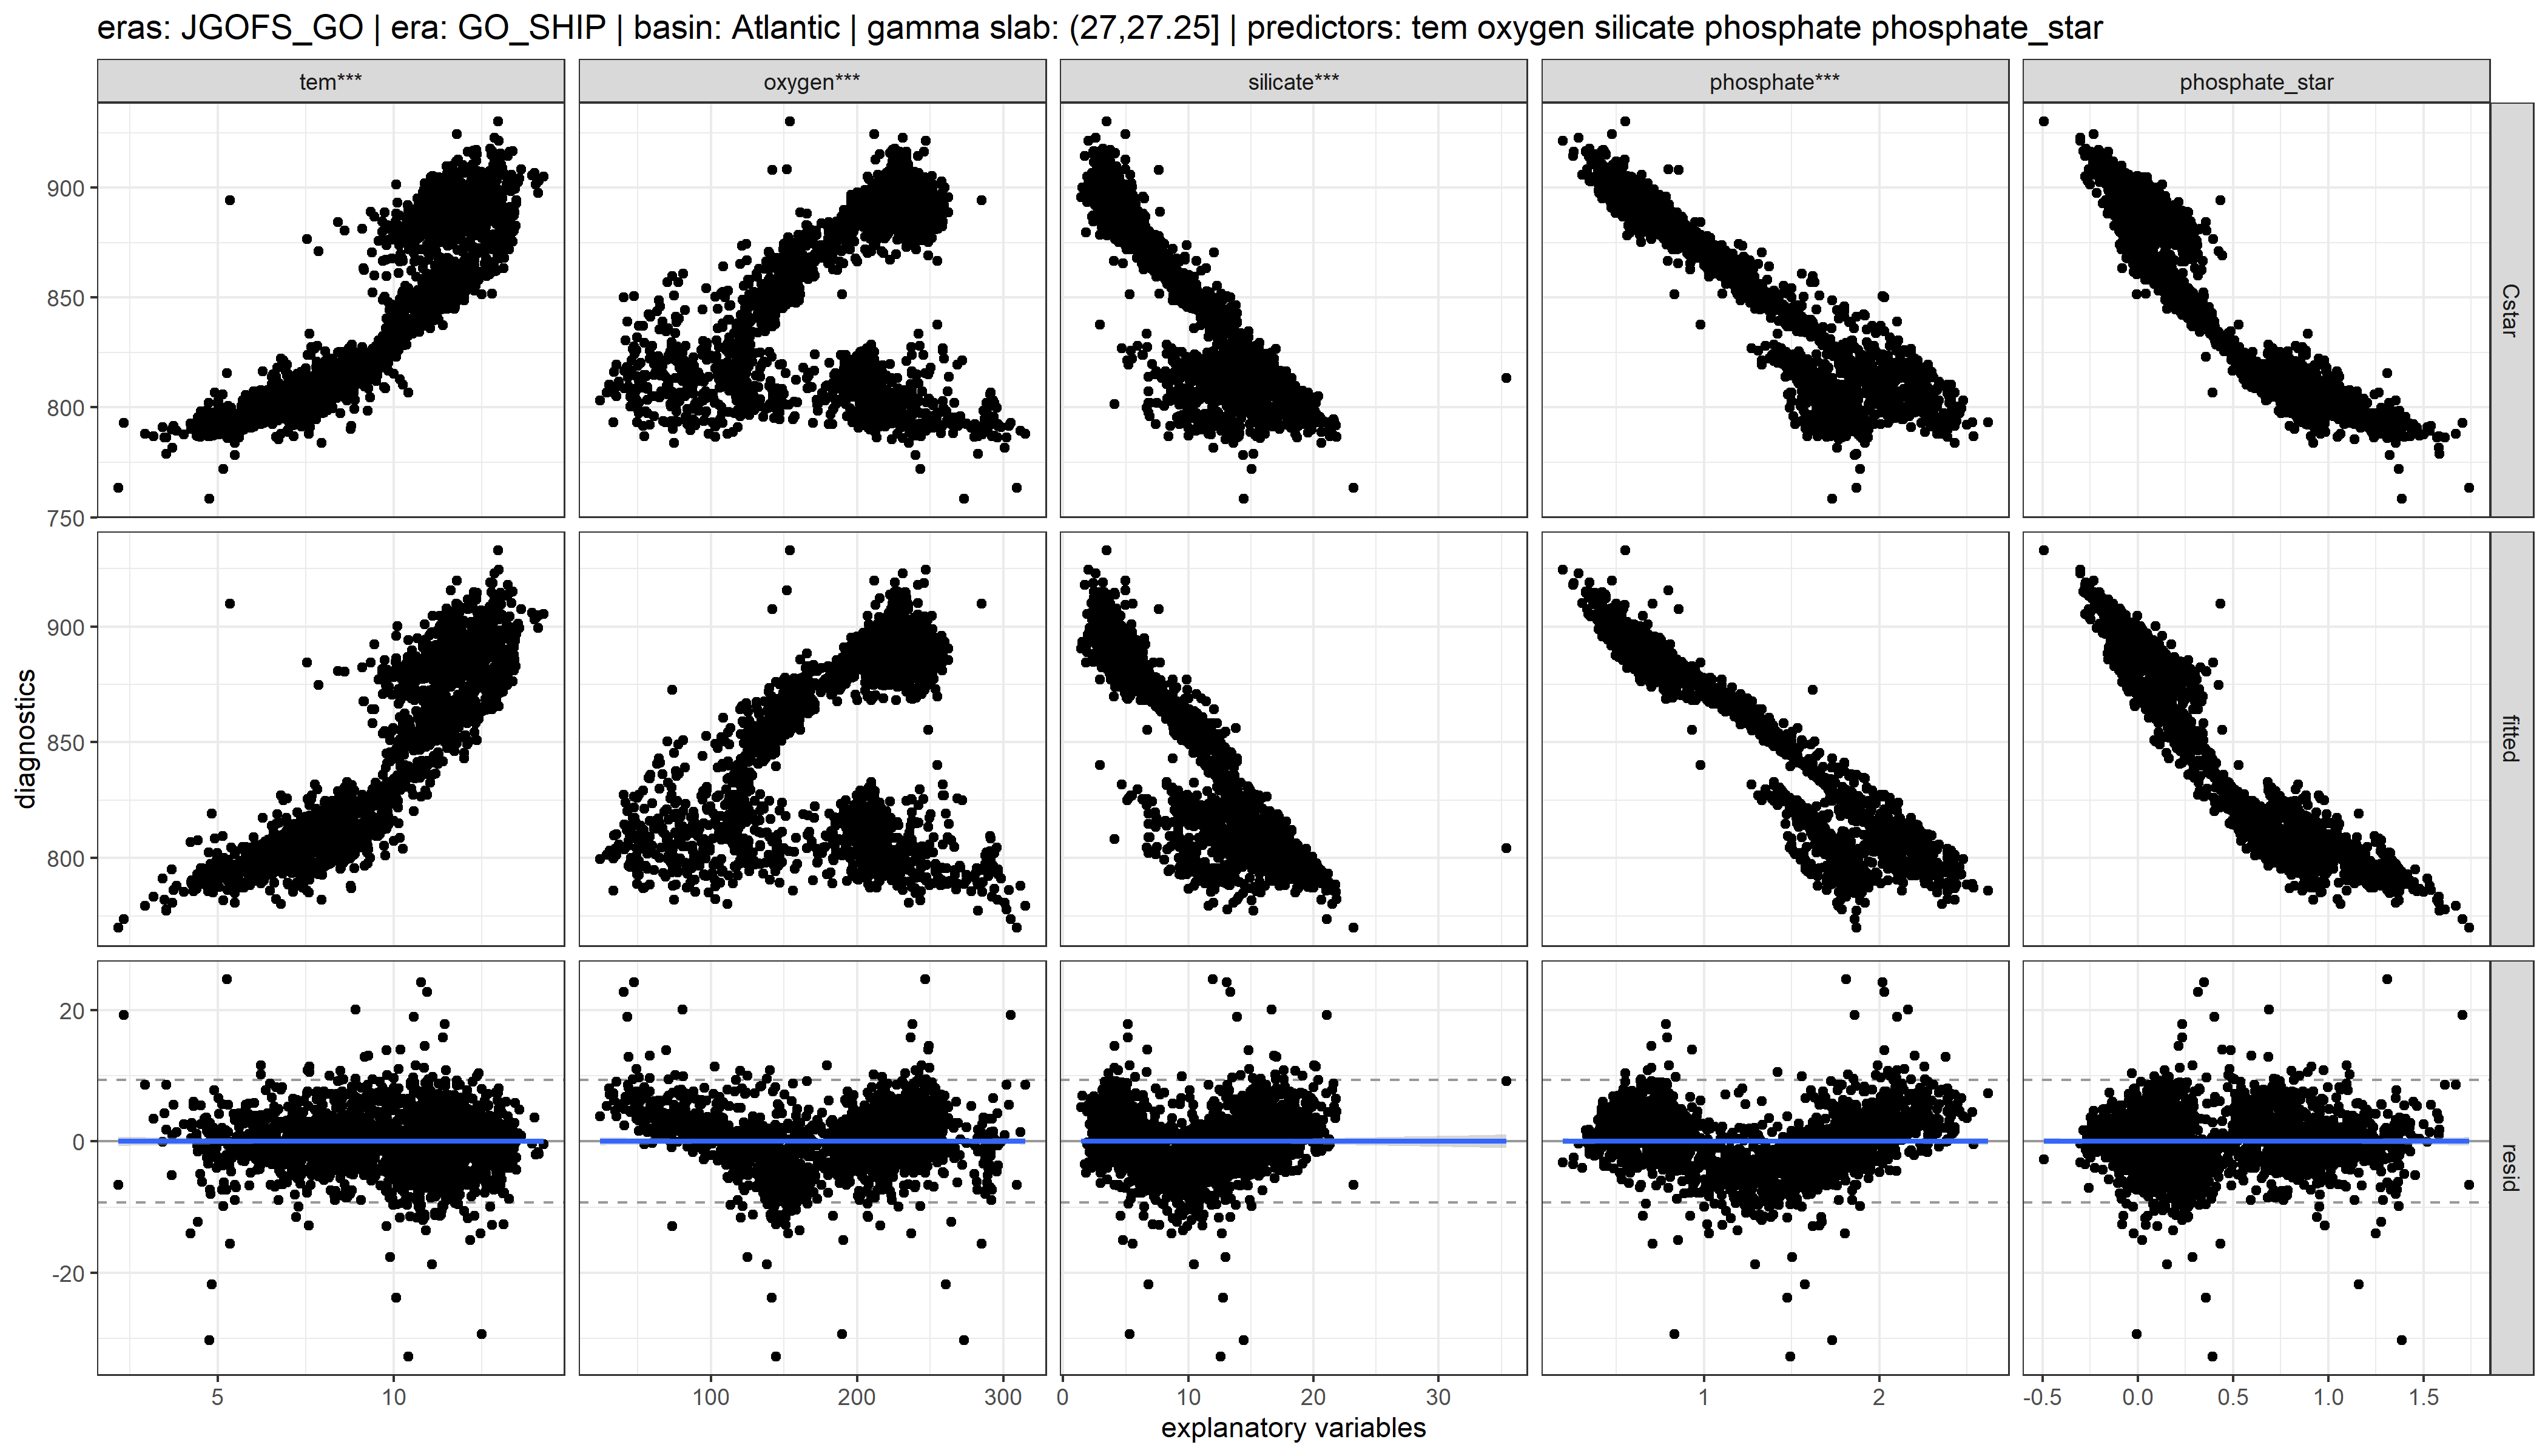 eras: JGOFS_GO | era: GO_SHIP | basin: Atlantic | gamma slab: (27,27.25] | predictors: tem oxygen silicate phosphate phosphate_star
tem***
oxygen***
silicate***
phosphate***
phosphate_star
900
850
800
750
Cstar
900
850
800
fitted
diagnostics
20
0
-20
resid
5
10
100
200
300
0
10
20
30
1
2
-0.5
0.0
0.5
1.0
1.5
explanatory variables